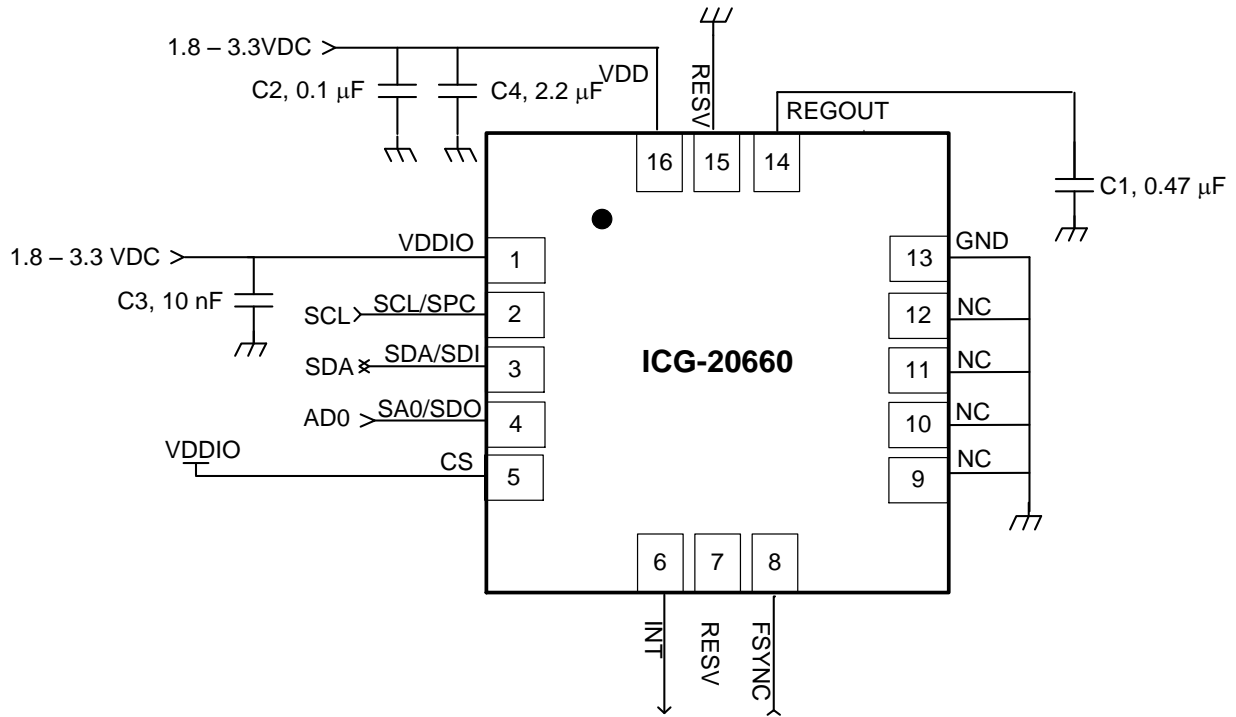 1.8 – 3.3VDC
C2, 0.1 μF
C4, 2.2 μF
VDD
RESV
REGOUT
16
15
14
C1, 0.47 μF
1.8 – 3.3 VDC
VDDIO
1
C3, 10 nF
SCL
SCL/SPC
2
SDA
SDA/SDI
3
AD0
SA0/SDO
4
VDDIO
CS
5
ICG-20660
13
GND
12
NC
11
NC
10
NC
9
NC
6
7
8
INT
RESV
FSYNC